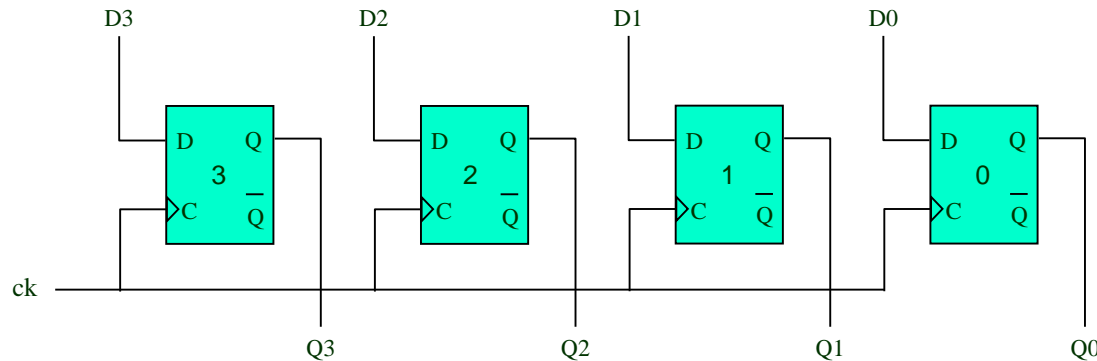 D3 D2 D1 D0
D Q D Q D Q D Q
3 2 1 0
C Q̅ C Q̅ C Q̅ C Q̅
ck
Q3 Q2 Q1 Q0